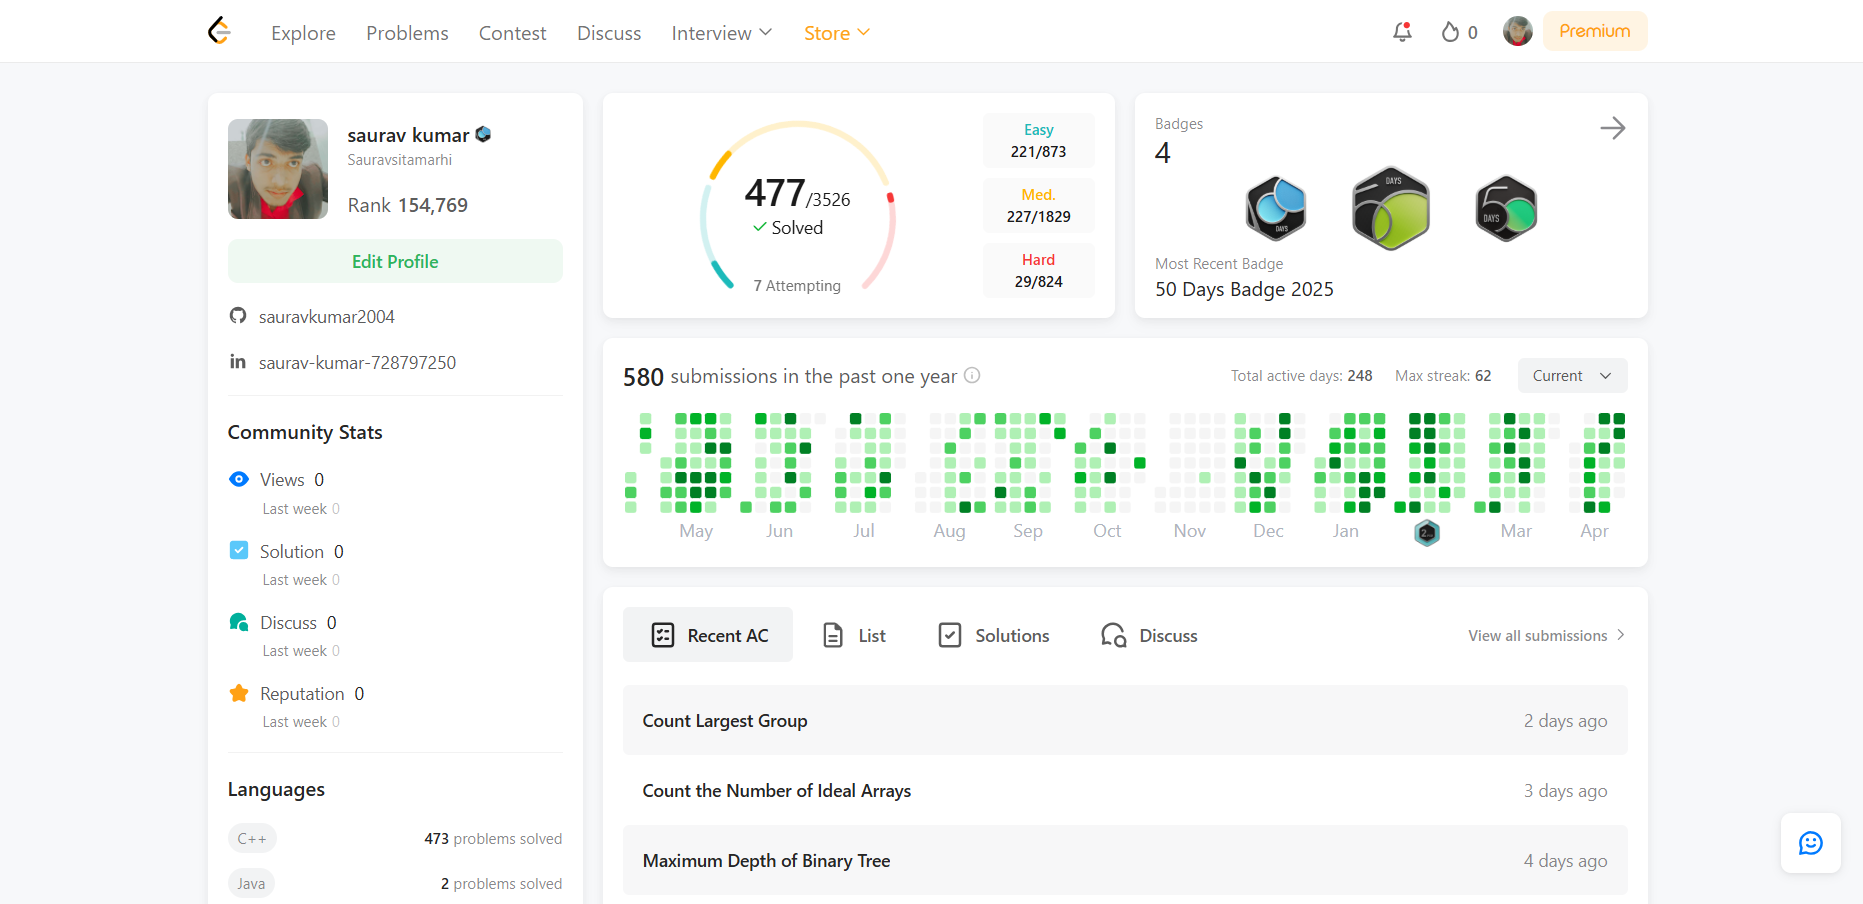 Explore
Problems
Contest
Discuss
Interview
Store
0
Premium
saurav kumar
Sauravsitamarhi
Rank 154,769
Edit Profile
sauravkumar2004
saurav-kumar-728797250
Community Stats
Views 0
Last week 0
Solution 0
Last week 0
Discuss 0
Last week 0
Reputation 0
Last week 0
Languages
C++
473 problems solved
Java
2 problems solved
477/3526
Solved
7 Attempting
Easy
221/873
Med.
227/1829
Hard
29/824
Badges
4
DAYS
DAYS
DAYS
Most Recent Badge
50 Days Badge 2025
580 submissions in the past one year
Total active days: 248
Max streak: 62
Current
May
Jun
Jul
Aug
Sep
Oct
Nov
Dec
Jan
Mar
Apr
Recent AC
List
Solutions
Discuss
View all submissions
Count Largest Group
2 days ago
Count the Number of Ideal Arrays
3 days ago
Maximum Depth of Binary Tree
4 days ago